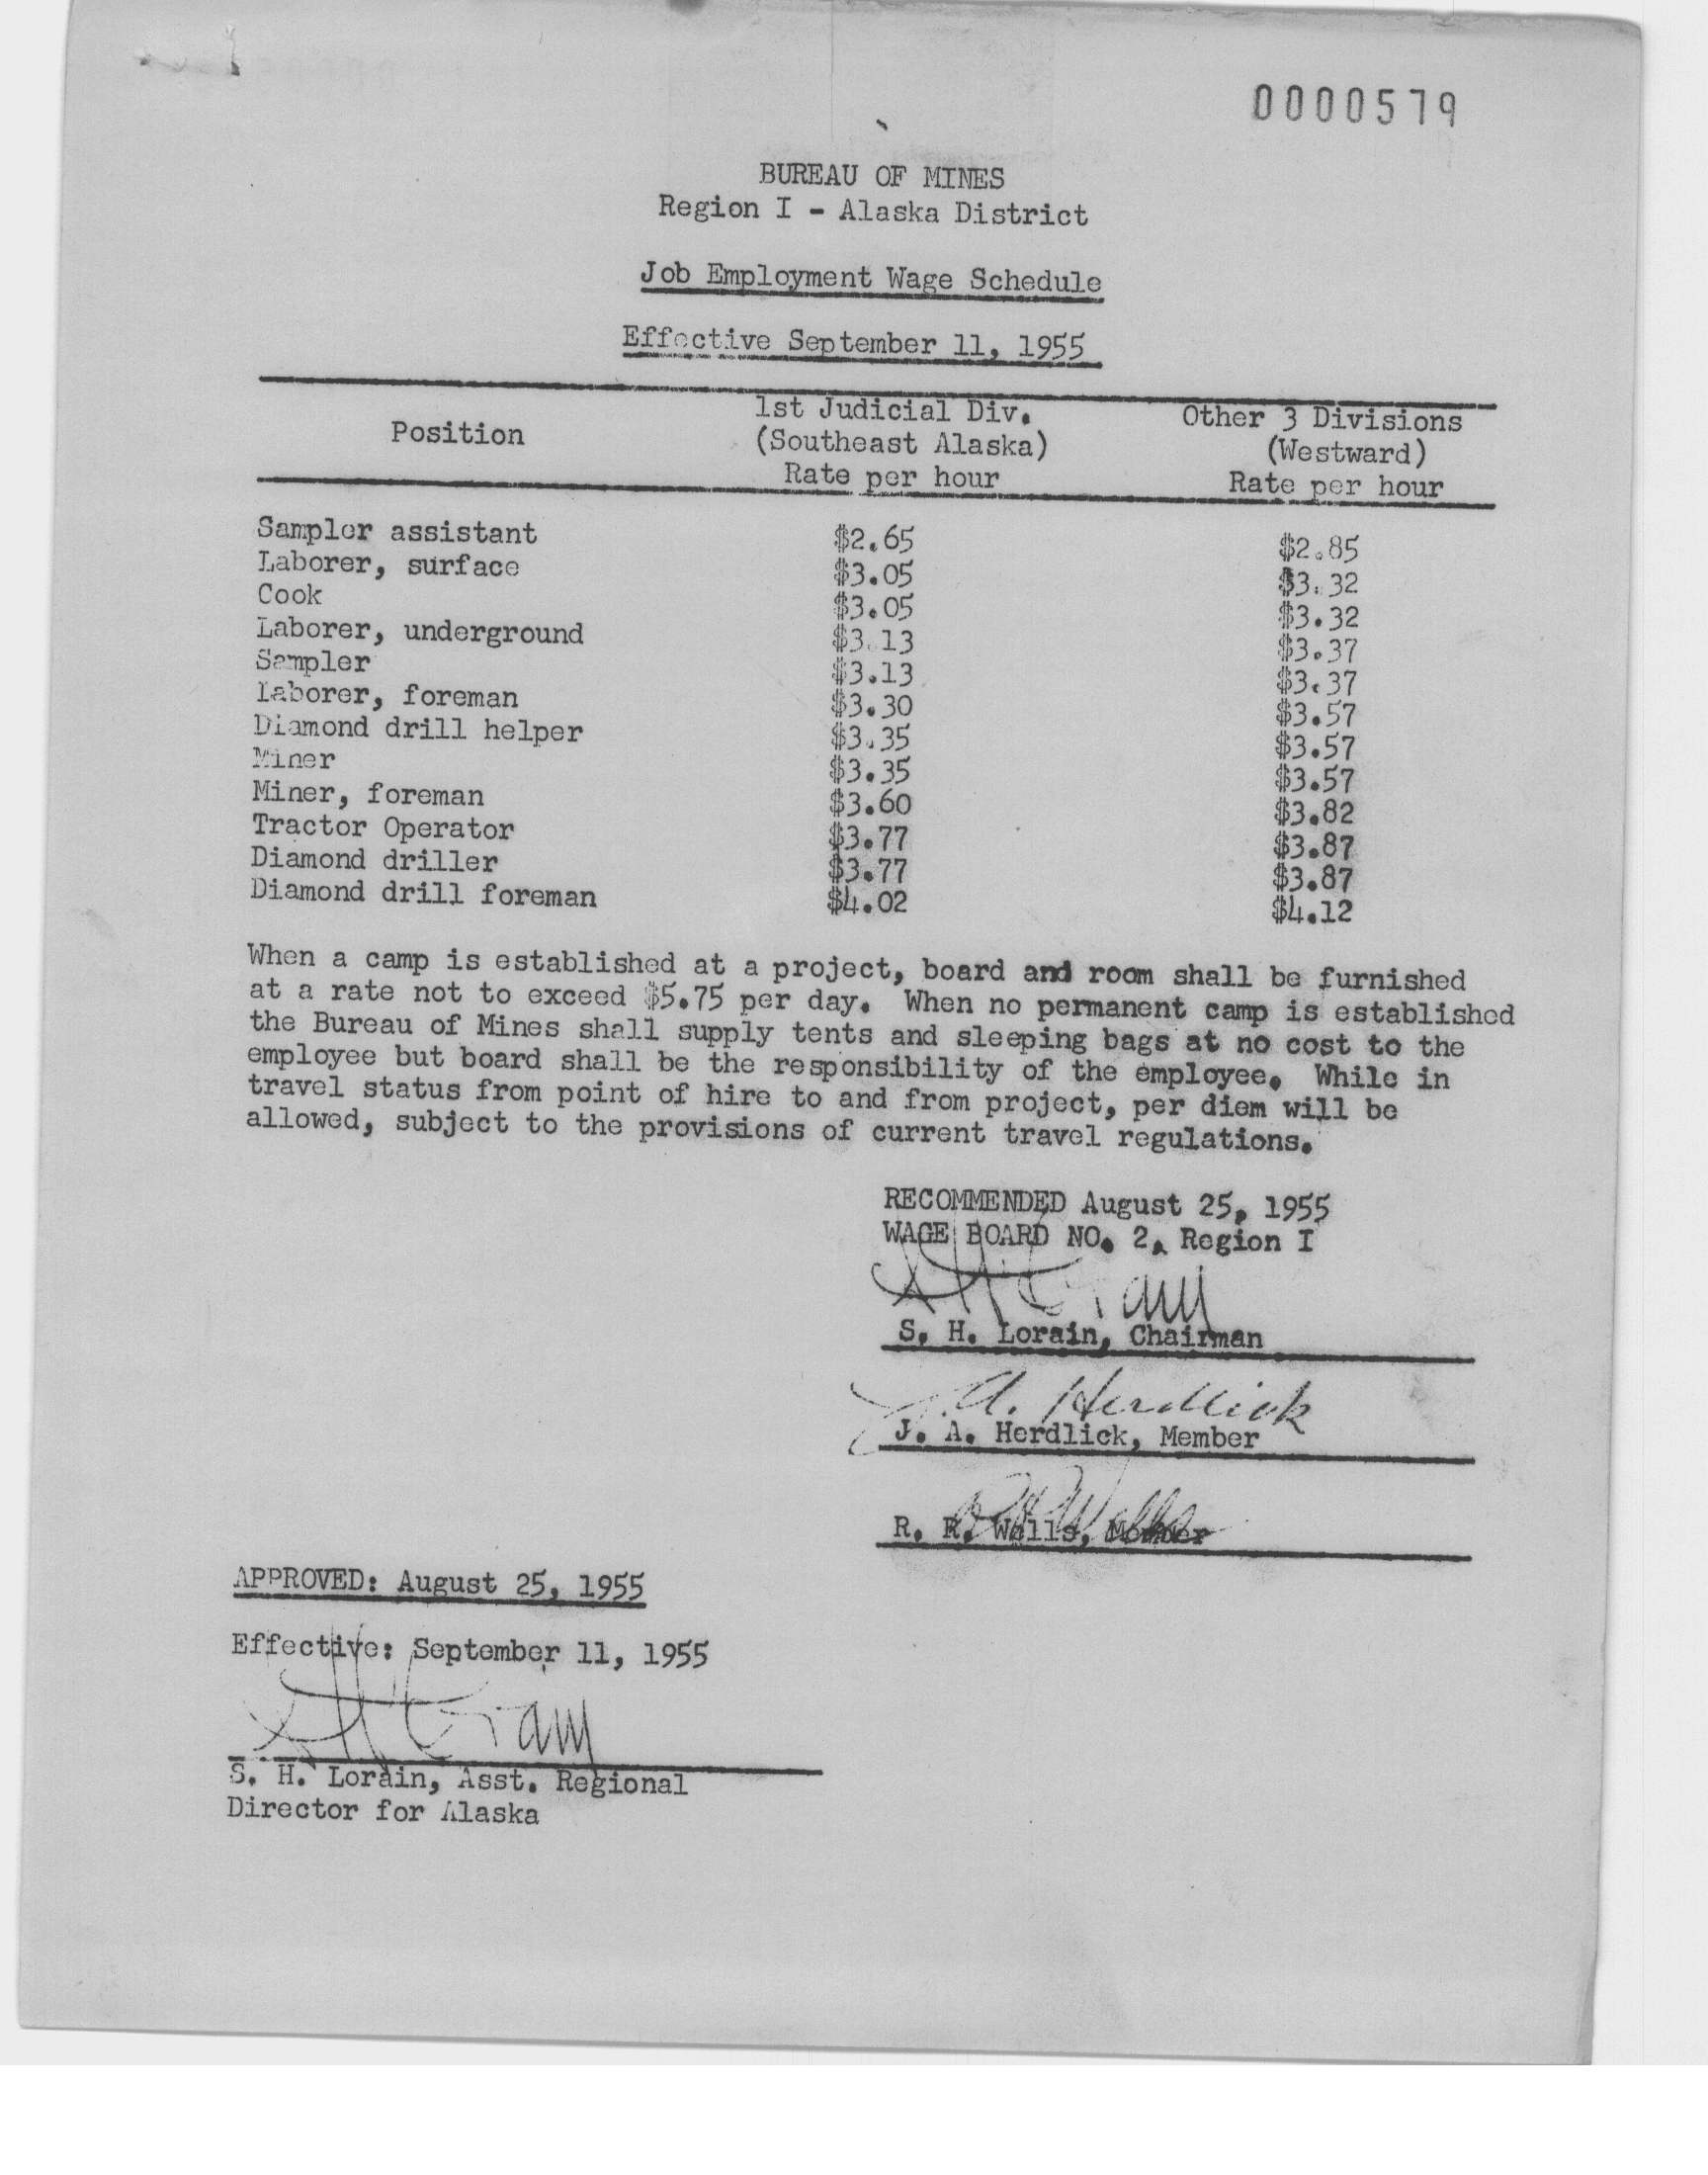 0000579
BUREAU OF MINES
Region I - Alaska District
Job Employment Wage Schedule
Effective September 11, 1955
Position 1st Judicial Div. (Southeast Alaska) Rate per hour Other 3 Divisions (Westward) Rate per hour
Sampler assistant $2.65 $2.85
Laborer, surface $3.05 $3.32
Cook $3.05 $3.32
Laborer, underground $3.13 $3.37
Sampler $3.13 $3.37
Laborer, foreman $3.30 $3.57
Diamond drill helper $3.35 $3.57
Miner $3.35 $3.57
Miner, foreman $3.60 $3.82
Tractor Operator $3.77 $3.87
Diamond driller $3.77 $3.87
Diamond drill foreman $4.02 $4.12
When a camp is established at a project, board and room shall be furnished
at a rate not to exceed $5.75 per day. When no permanent camp is established
the Bureau of Mines shall supply tents and sleeping bags at no cost to the
employee but board shall be the responsibility of the employee. While in
travel status from point of hire to and from project, per diem will be
allowed, subject to the provisions of current travel regulations.
RECOMMENDED August 25, 1955
WAGE BOARD NO. 2, Region I
S. H. Lorain, Chairman
J. A. Herdlick
J. A. Herdlick, Member
R. R. Wells, Member
APPROVED: August 25, 1955
Effective: September 11, 1955
S. H. Lorain, Asst. Regional
Director for Alaska